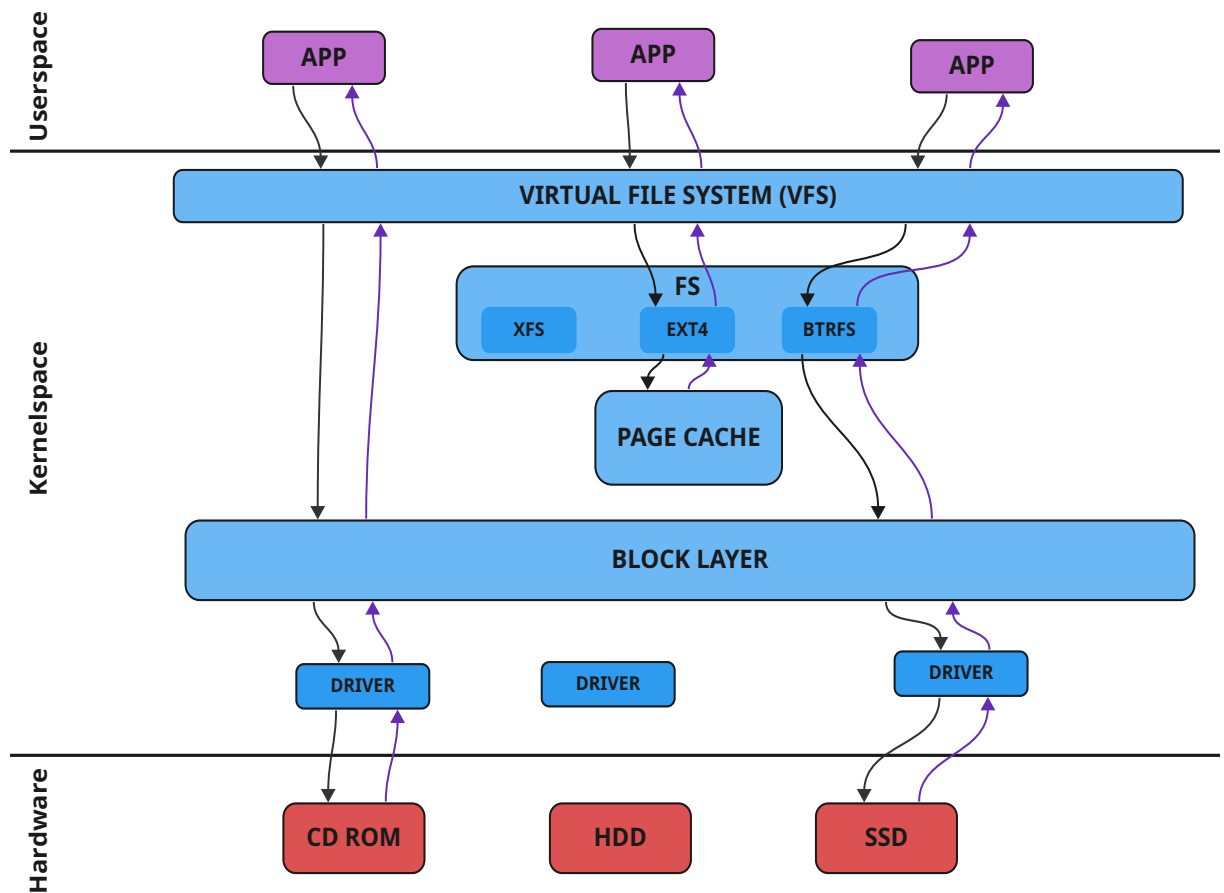 Userspace
APP
APP
APP
VIRTUAL FILE SYSTEM (VFS)
Kernelspace
FS
XFS
EXT4
BTRFS
PAGE CACHE
BLOCK LAYER
DRIVER
DRIVER
DRIVER
Hardware
CD ROM
HDD
SSD